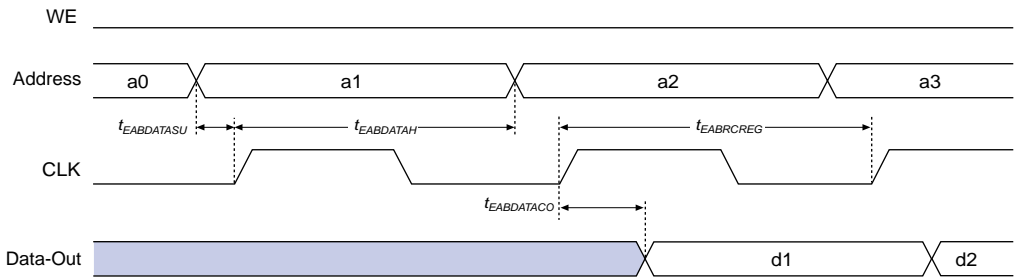 WE
Address a0 a1 a2 a3
tEABDATASU tEABDATAH tEABRCREG
CLK
tEABDATACO
Data-Out d1 d2